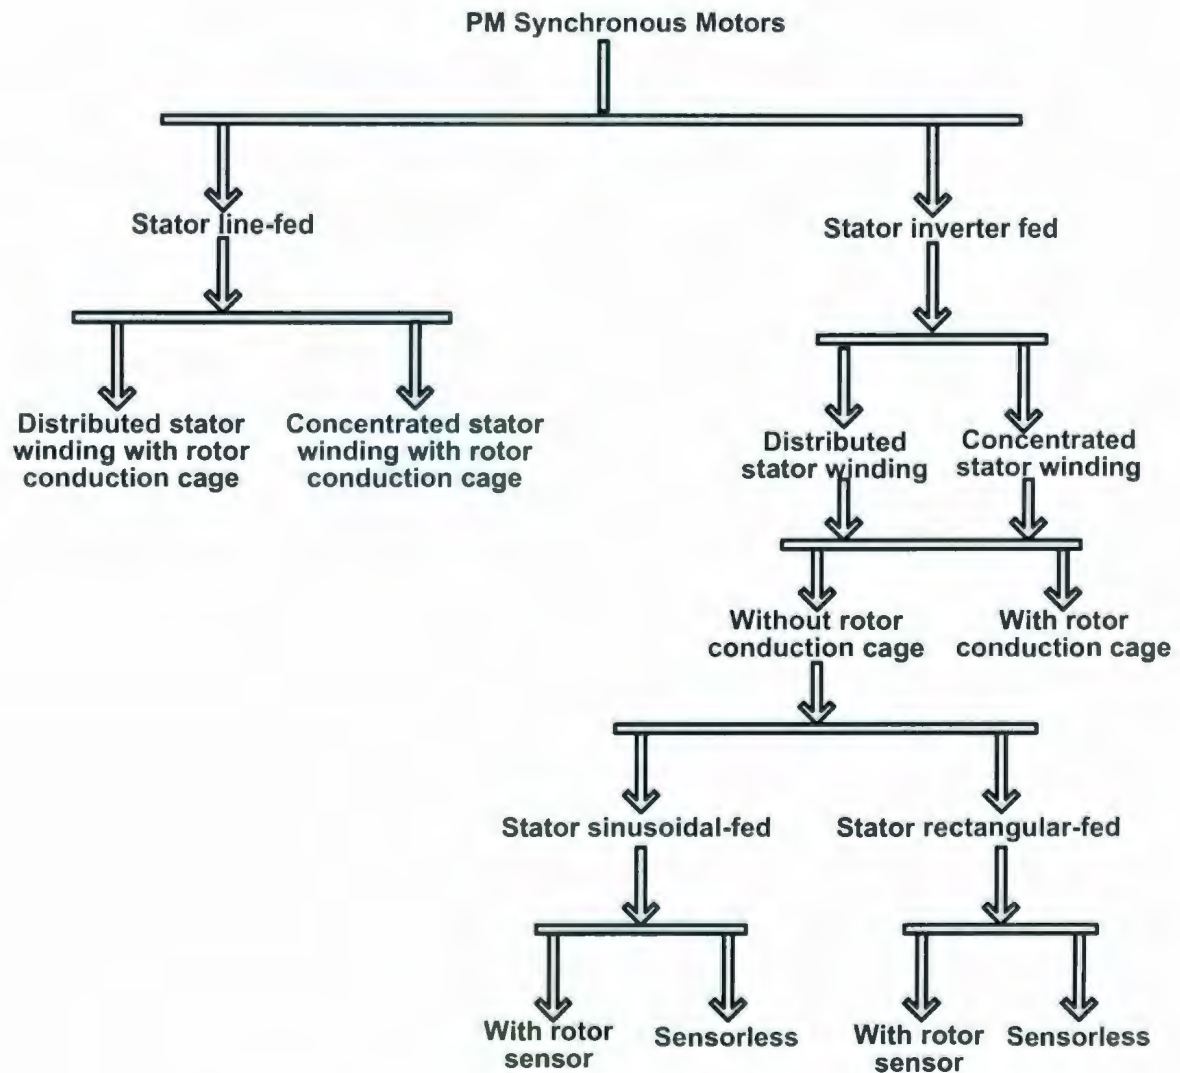 PM Synchronous Motors
Stator line-fed
Stator inverter fed
Distributed stator
winding with rotor
conduction cage
Concentrated stator
winding with rotor
conduction cage
Distributed
stator winding
Concentrated
stator winding
Without rotor
conduction cage
With rotor
conduction cage
Stator sinusoidal-fed
Stator rectangular-fed
With rotor
sensor
Sensorless
With rotor
sensor
Sensorless